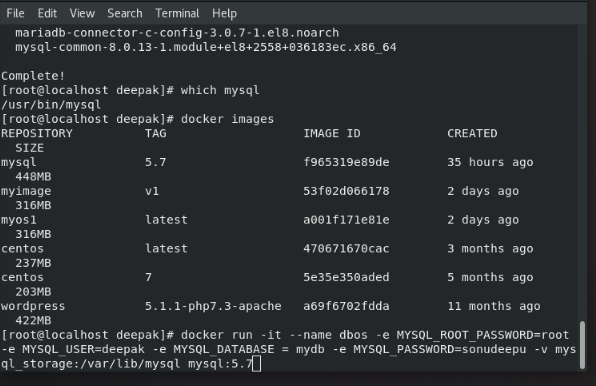 File Edit View Search Terminal Help
mariadb-connector-c-config-3.0.7-1.el8.noarch
mysql-common-8.0.13-1.module+el8+2558+036183ec.x86_64
Complete!
[root@localhost deepak]# which mysql
/usr/bin/mysql
[root@localhost deepak]# docker images
REPOSITORY TAG IMAGE ID CREATED
SIZE
mysql 5.7 f965319e89de 35 hours ago
448MB
myimage v1 53f02d066178 2 days ago
316MB
myos1 latest a001f171e81e 2 days ago
316MB
centos latest 470671670cac 3 months ago
237MB
centos 7 5e35e350aded 5 months ago
203MB
wordpress 5.1.1-php7.3-apache a69f6702fdda 11 months ago
422MB
[root@localhost deepak]# docker run -it --name dbos -e MYSQL_ROOT_PASSWORD=root
-e MYSQL_USER=deepak -e MYSQL_DATABASE = mydb -e MYSQL_PASSWORD=sonudeepu -v mys
ql_storage:/var/lib/mysql mysql:5.7